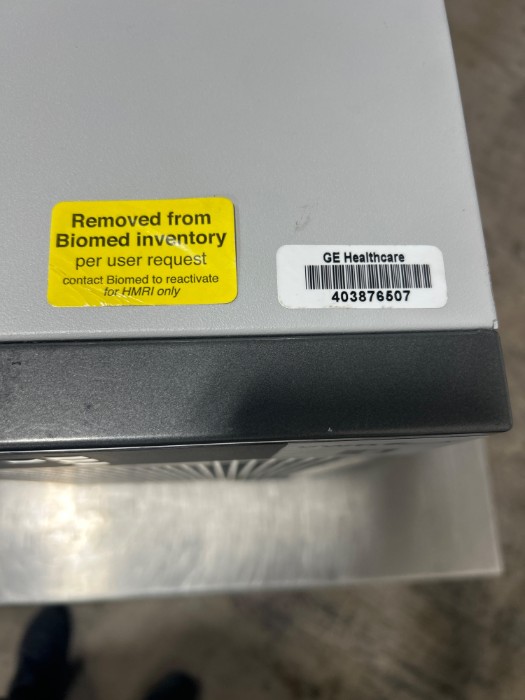 Removed from
Biomed inventory
per user request
contact Biomed to reactivate
for HMRI only
GE Healthcare
403876507